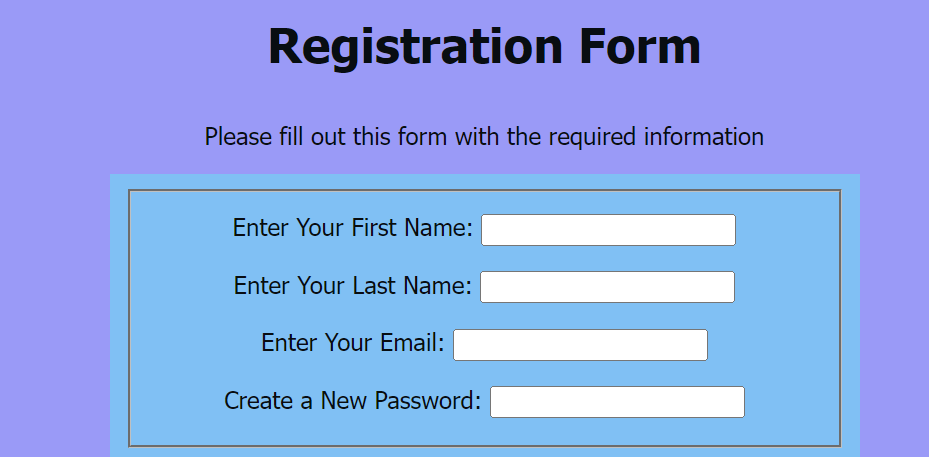 Registration Form
Please fill out this form with the required information
Enter Your First Name:
Enter Your Last Name:
Enter Your Email:
Create a New Password: